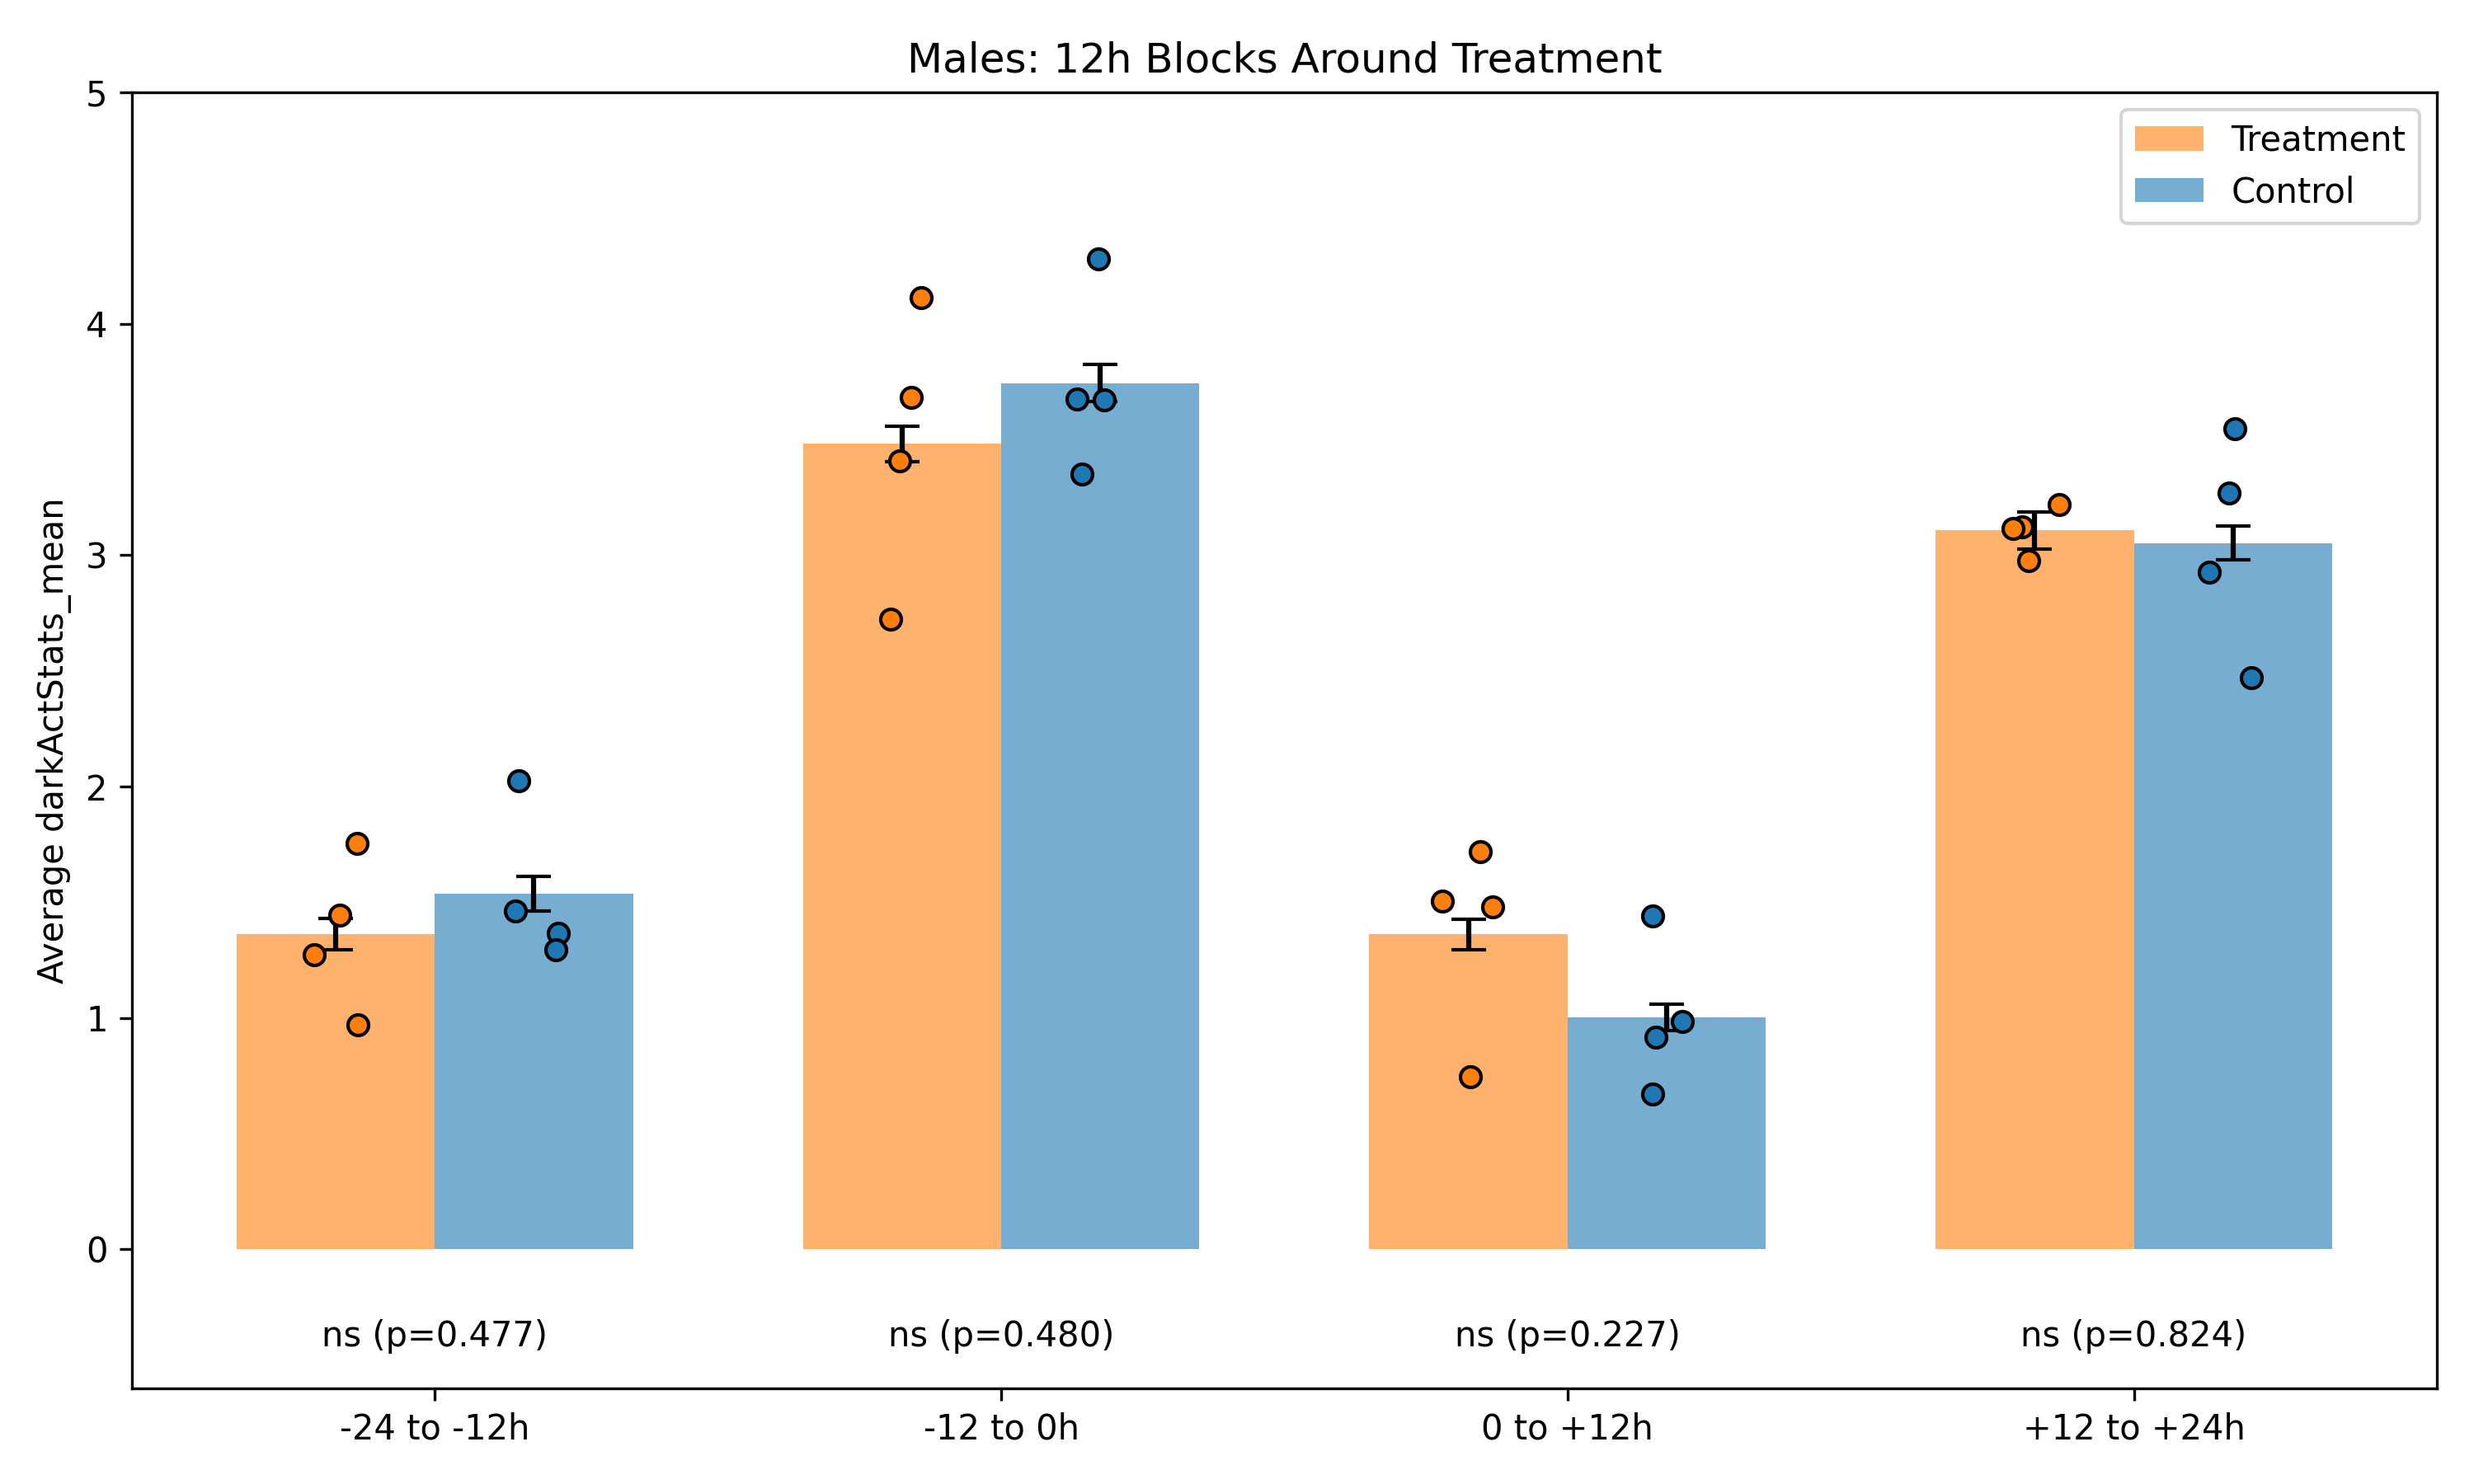 Males: 12h Blocks Around Treatment
Treatment
Control
Average darkActStats_mean
5
4
3
2
1
0
ns (p=0.477)
ns (p=0.480)
ns (p=0.227)
ns (p=0.824)
-24 to -12h
-12 to 0h
0 to +12h
+12 to +24h